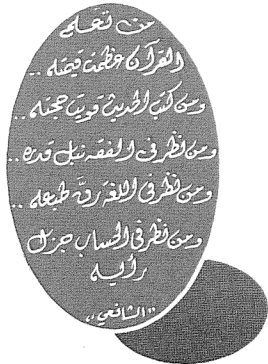 من تعلم
القرآن عظمت قيمته ..
ومن كتب الحديث قويت حجته ..
ومن نظر في الفقه نبل قدره ..
ومن نظر في اللغة رق طبعه ..
ومن نظر في الحساب جزل
رأيه
"الشافعي"